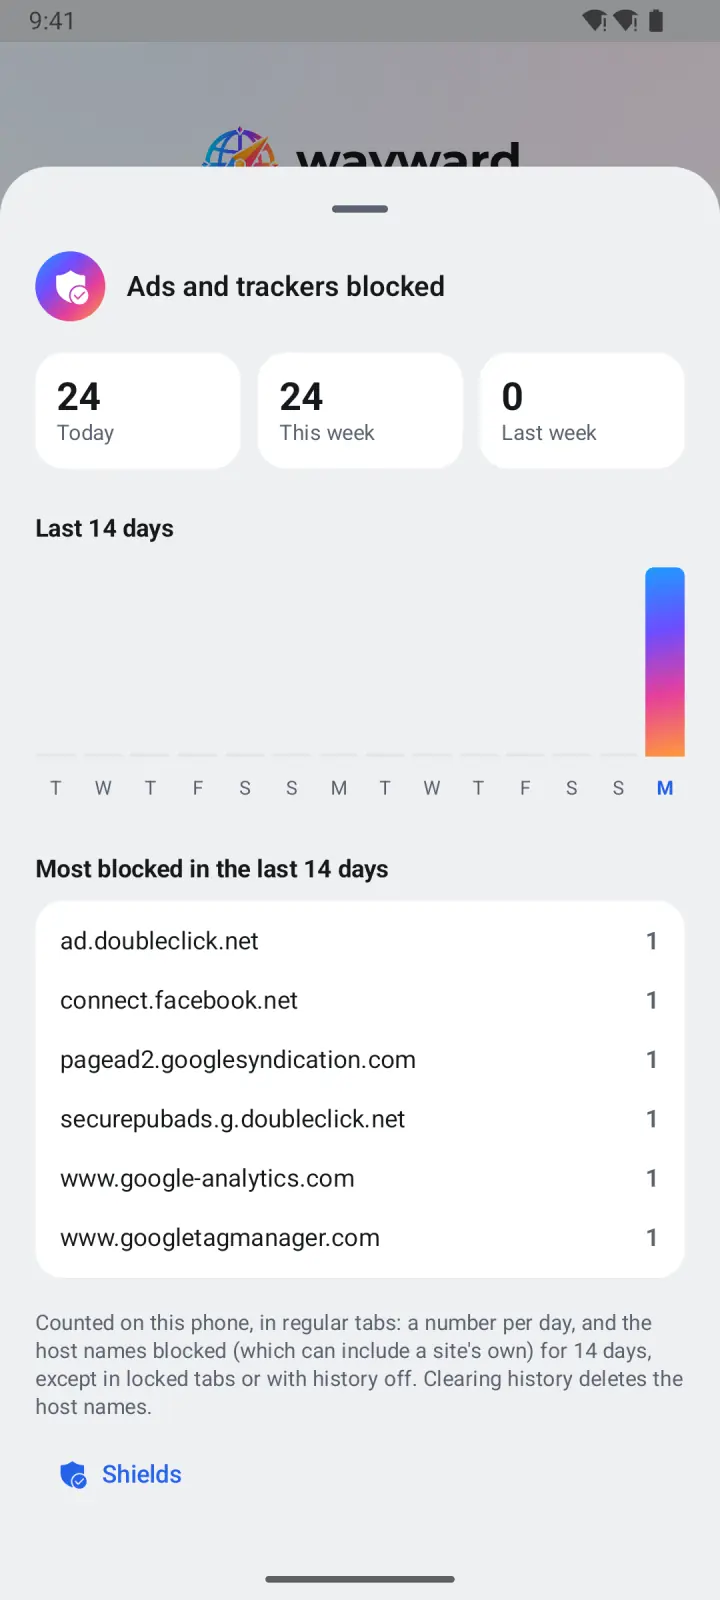 9:41
wayward
Ads and trackers blocked
24
Today
24
This week
0
Last week
Last 14 days
T W T F S S M T W T F S S M
Most blocked in the last 14 days
ad.doubleclick.net 1
connect.facebook.net 1
pagead2.googlesyndication.com 1
securepubads.g.doubleclick.net 1
www.google-analytics.com 1
www.googletagmanager.com 1
Counted on this phone, in regular tabs: a number per day, and the
host names blocked (which can include a site's own) for 14 days,
except in locked tabs or with history off. Clearing history deletes the
host names.
Shields